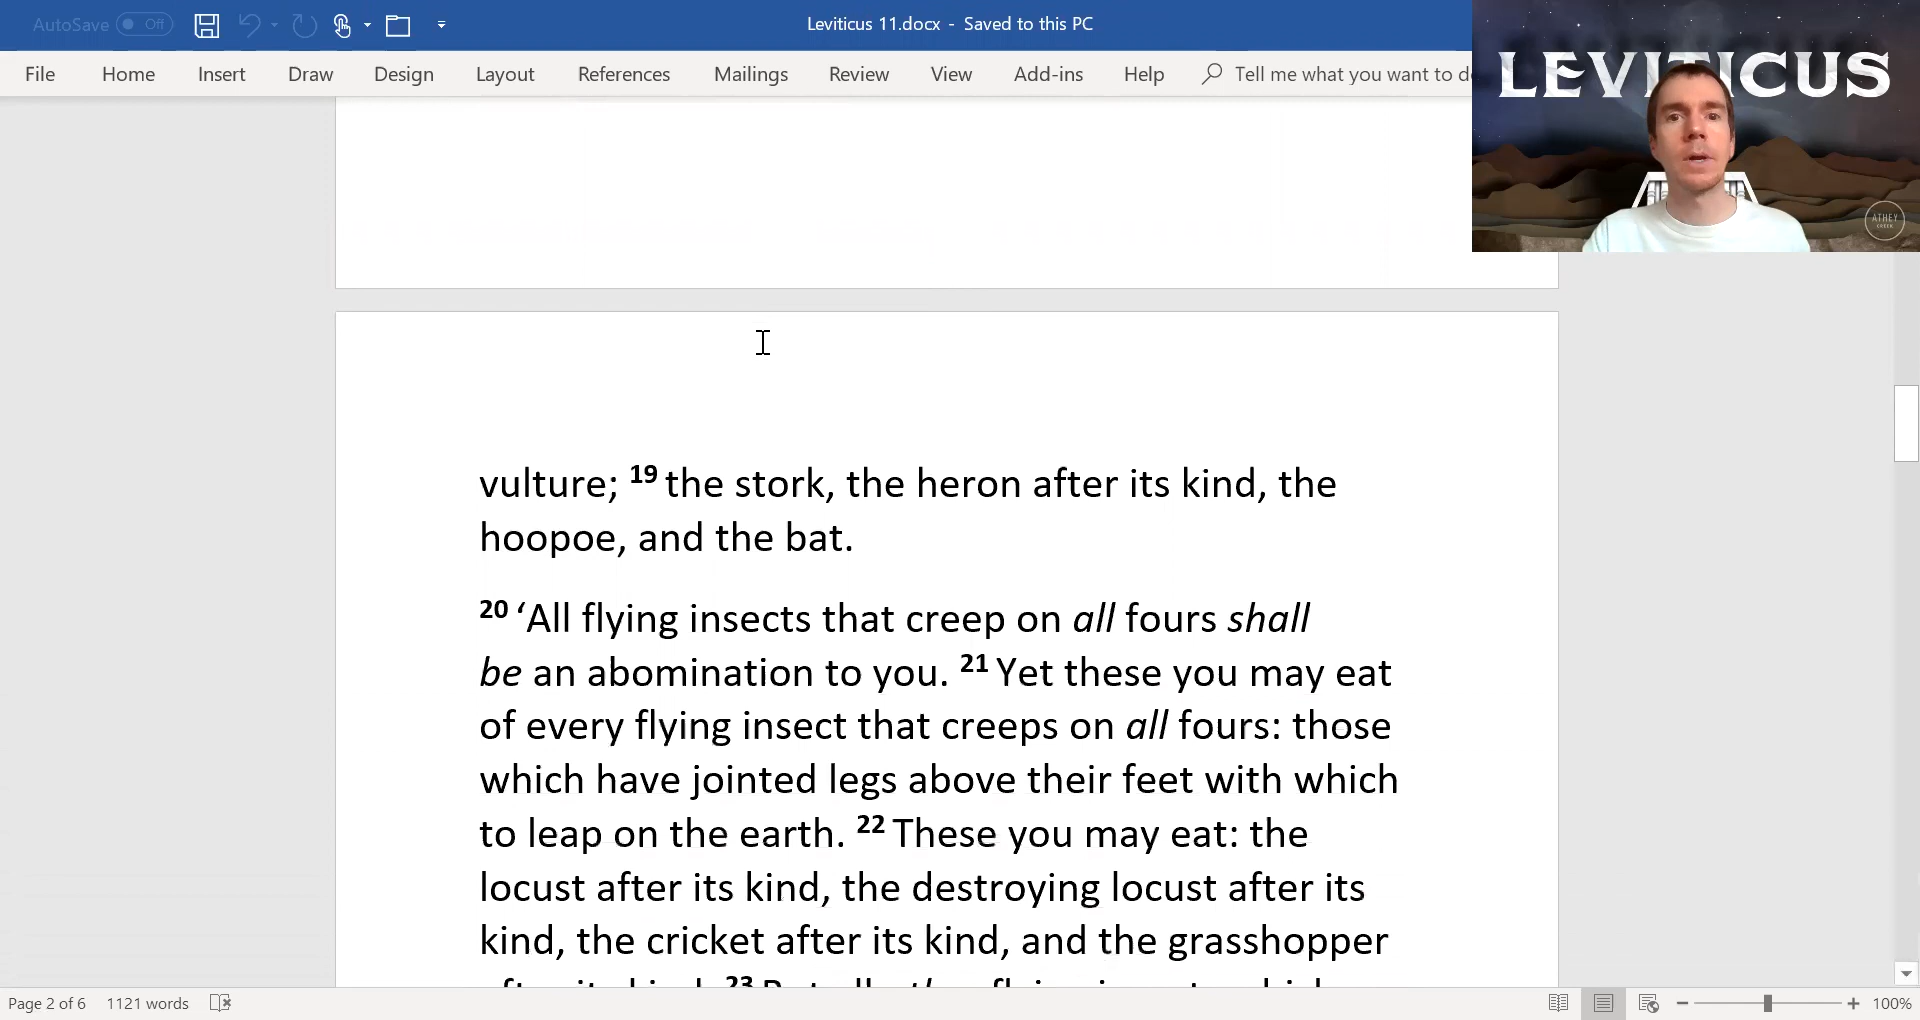 AutoSave Off
Leviticus 11.docx - Saved to this PC
File Home Insert Draw Design Layout References Mailings Review View Add-ins Help Tell me what you want to
LEVITICUS
ATHEY
CREEK
vulture; 19 the stork, the heron after its kind, the
hoopoe, and the bat.
20 ‘All flying insects that creep on all fours shall
be an abomination to you. 21 Yet these you may eat
of every flying insect that creeps on all fours: those
which have jointed legs above their feet with which
to leap on the earth. 22 These you may eat: the
locust after its kind, the destroying locust after its
kind, the cricket after its kind, and the grasshopper
23
Page 2 of 6 1121 words 100%